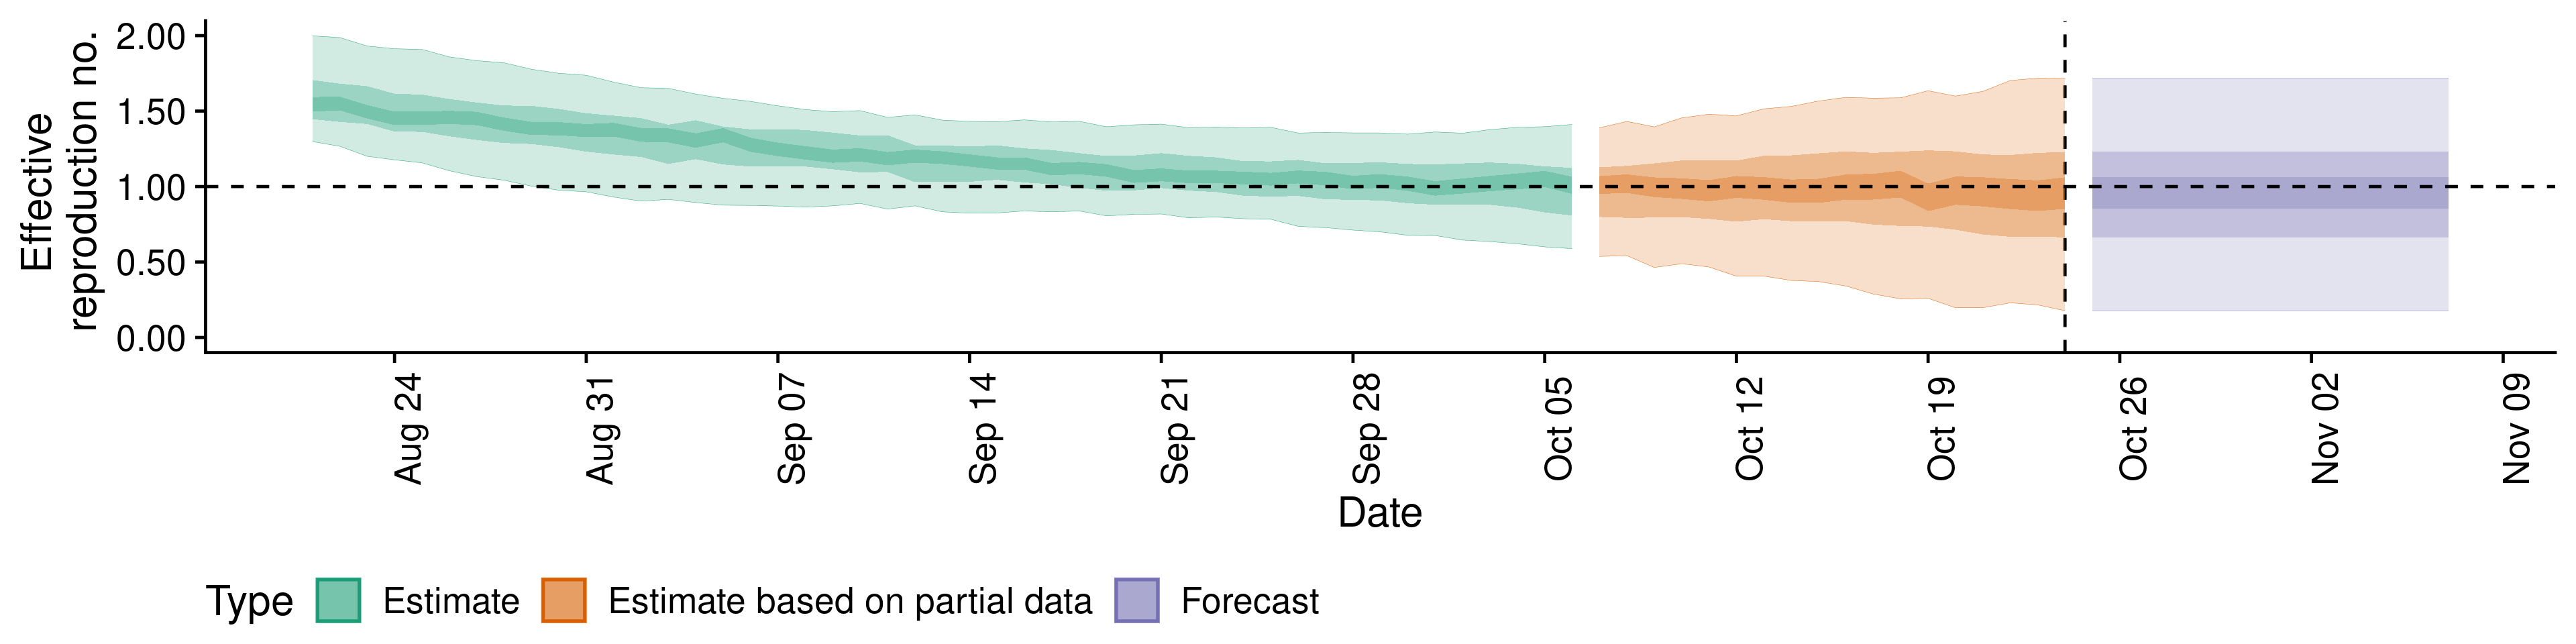 Effective
reproduction no.
2.00
1.50
1.00
0.50
0.00
Aug 24
Aug 31
Sep 07
Sep 14
Sep 21
Sep 28
Oct 05
Oct 12
Oct 19
Oct 26
Nov 02
Nov 09
Date
Type Estimate Estimate based on partial data Forecast